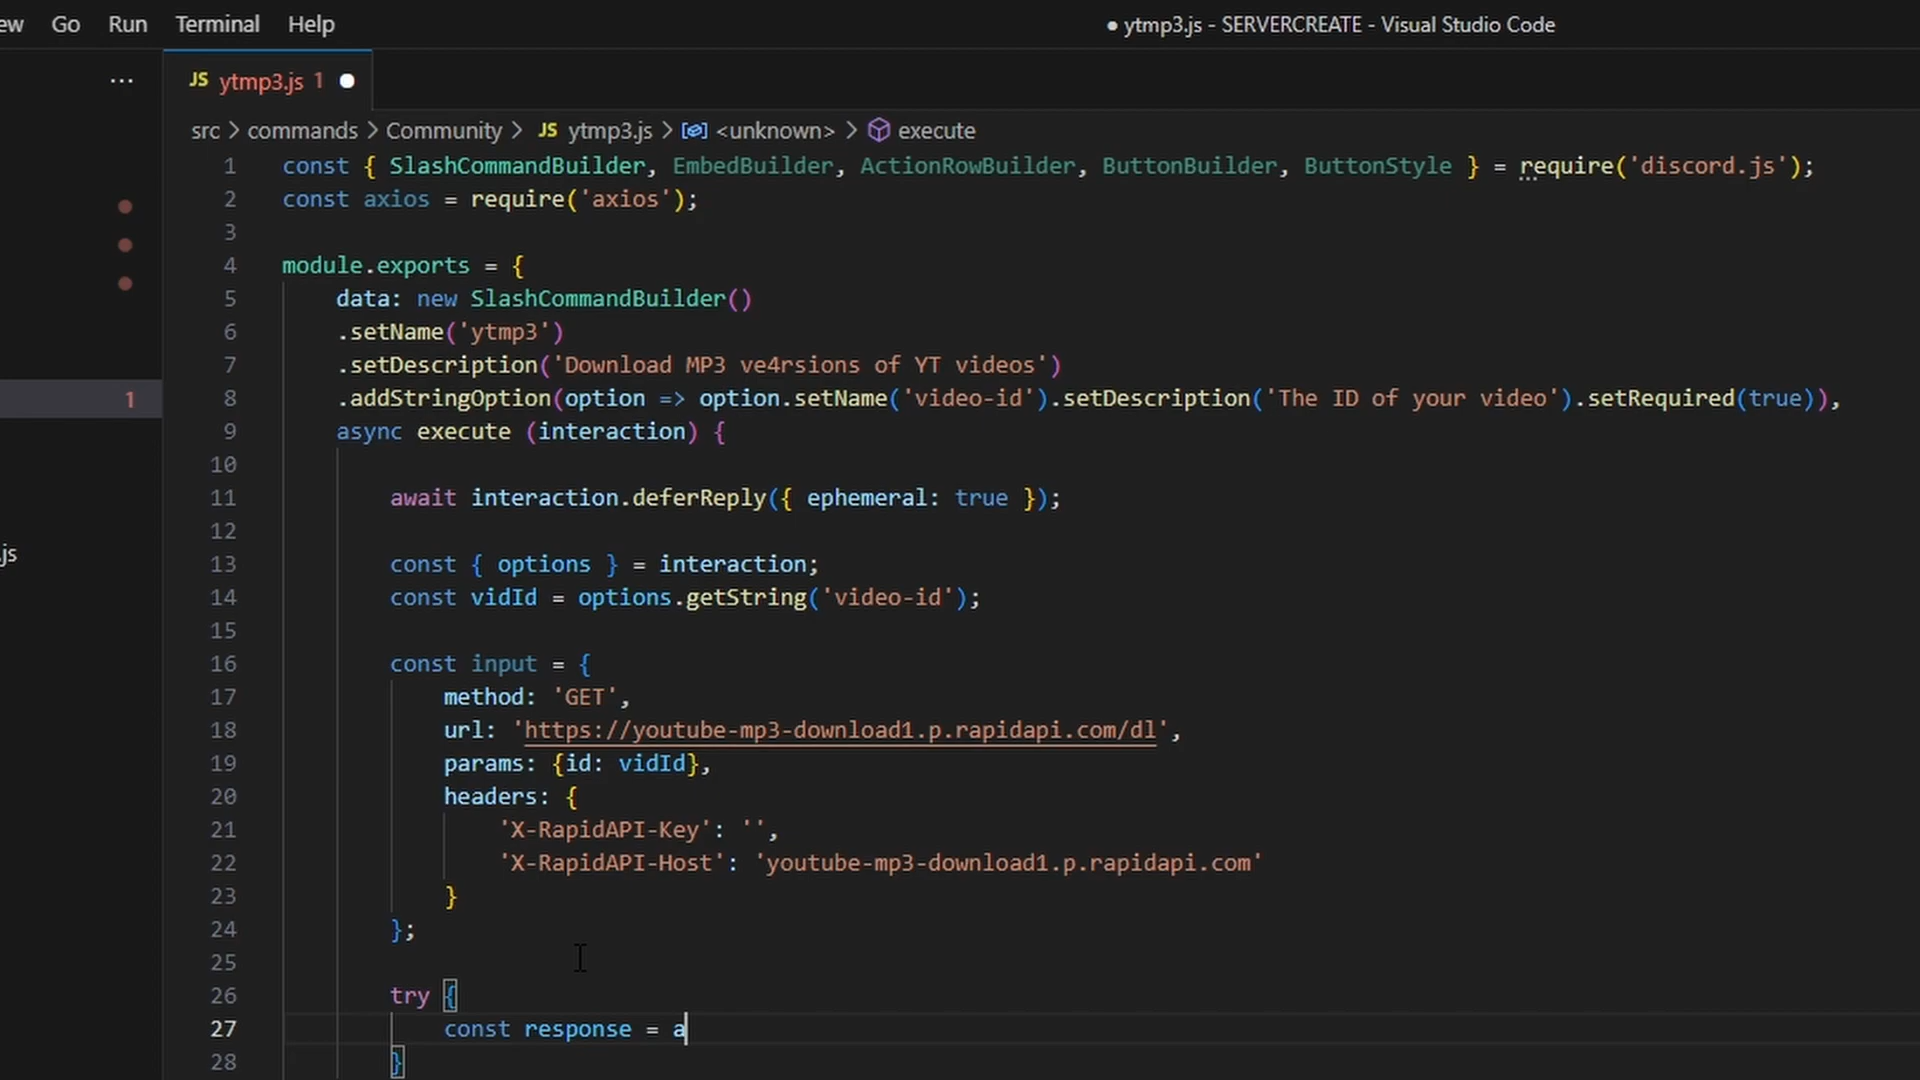 ew Go Run Terminal Help ● ytmp3.js - SERVERCREATE - Visual Studio Code
... JS ytmp3.js 1 ●
src > commands > Community > JS ytmp3.js > <unknown> > execute
1 const { SlashCommandBuilder, EmbedBuilder, ActionRowBuilder, ButtonBuilder, ButtonStyle } = require('discord.js');
2 const axios = require('axios');
3
4 module.exports = {
5 data: new SlashCommandBuilder()
6 .setName('ytmp3')
7 .setDescription('Download MP3 ve4rsions of YT videos')
1
8 .addStringOption(option => option.setName('video-id').setDescription('The ID of your video').setRequired(true)),
9 async execute (interaction) {
10
11 await interaction.deferReply({ ephemeral: true });
12
.js
13 const { options } = interaction;
14 const vidId = options.getString('video-id');
15
16 const input = {
17 method: 'GET',
18 url: 'https://youtube-mp3-download1.p.rapidapi.com/dl',
19 params: {id: vidId},
20 headers: {
21 'X-RapidAPI-Key': '',
22 'X-RapidAPI-Host': 'youtube-mp3-download1.p.rapidapi.com'
23 }
24 };
25
26 try {
27 const response = a
28 }